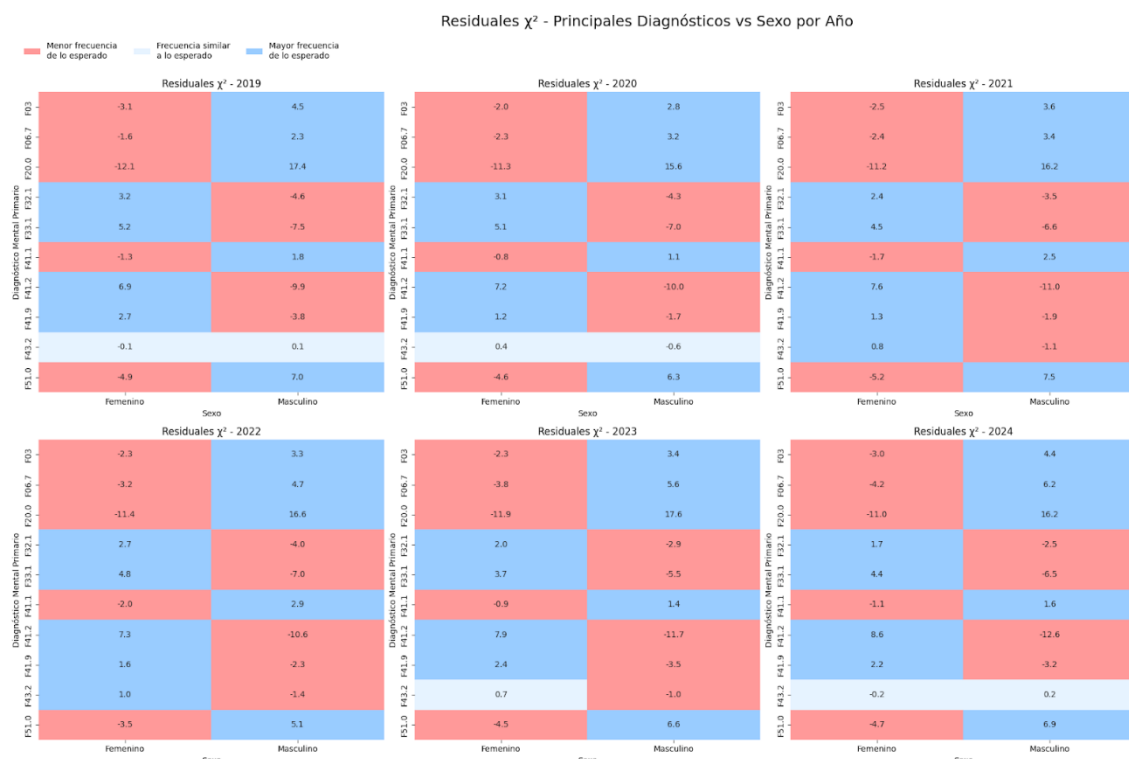 Residuales χ² - Principales Diagnósticos vs Sexo por Año
Menor frecuencia
de lo esperado
Frecuencia similar
a lo esperado
Mayor frecuencia
de lo esperado
Residuales χ² - 2019
Diagnóstico Mental Primario
F03 -3.1 4.5
F06.7 -1.6 2.3
F20.0 -12.1 17.4
F32.1 3.2 -4.6
F33.1 5.2 -7.5
F41.1 -1.3 1.8
F41.2 6.9 -9.9
F41.9 2.7 -3.8
F43.2 -0.1 0.1
F51.0 -4.9 7.0
Femenino Masculino
Sexo
Residuales χ² - 2020
Diagnóstico Mental Primario
F03 -2.0 2.8
F06.7 -2.3 3.2
F20.0 -11.3 15.6
F32.1 3.1 -4.3
F33.1 5.1 -7.0
F41.1 -0.8 1.1
F41.2 7.2 -10.0
F41.9 1.2 -1.7
F43.2 0.4 -0.6
F51.0 -4.6 6.3
Femenino Masculino
Sexo
Residuales χ² - 2021
Diagnóstico Mental Primario
F03 -2.5 3.6
F06.7 -2.4 3.4
F20.0 -11.2 16.2
F32.1 2.4 -3.5
F33.1 4.5 -6.6
F41.1 -1.7 2.5
F41.2 7.6 -11.0
F41.9 1.3 -1.9
F43.2 0.8 -1.1
F51.0 -5.2 7.5
Femenino Masculino
Sexo
Residuales χ² - 2022
Diagnóstico Mental Primario
F03 -2.3 3.3
F06.7 -3.2 4.7
F20.0 -11.4 16.6
F32.1 2.7 -4.0
F33.1 4.8 -7.0
F41.1 -2.0 2.9
F41.2 7.3 -10.6
F41.9 1.6 -2.3
F43.2 1.0 -1.4
F51.0 -3.5 5.1
Femenino Masculino
Sexo
Residuales χ² - 2023
Diagnóstico Mental Primario
F03 -2.3 3.4
F06.7 -3.8 5.6
F20.0 -11.9 17.6
F32.1 2.0 -2.9
F33.1 3.7 -5.5
F41.1 -0.9 1.4
F41.2 7.9 -11.7
F41.9 2.4 -3.5
F43.2 0.7 -1.0
F51.0 -4.5 6.6
Femenino Masculino
Sexo
Residuales χ² - 2024
Diagnóstico Mental Primario
F03 -3.0 4.4
F06.7 -4.2 6.2
F20.0 -11.0 16.2
F32.1 1.7 -2.5
F33.1 4.4 -6.5
F41.1 -1.1 1.6
F41.2 8.6 -12.6
F41.9 2.2 -3.2
F43.2 -0.2 0.2
F51.0 -4.7 6.9
Femenino Masculino
Sexo